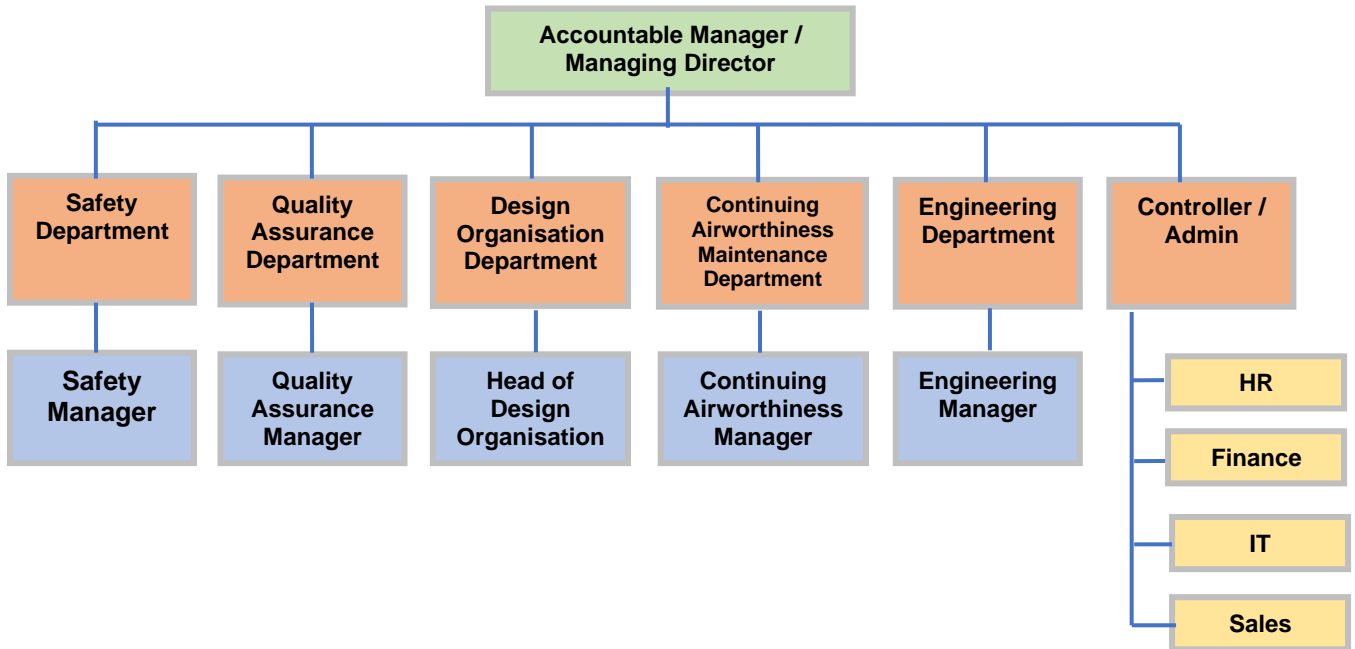 Accountable Manager /
Managing Director
Safety
Department
Quality
Assurance
Department
Design
Organisation
Department
Continuing
Airworthiness
Maintenance
Department
Engineering
Department
Controller /
Admin
Safety
Manager
Quality
Assurance
Manager
Head of
Design
Organisation
Continuing
Airworthiness
Manager
Engineering
Manager
HR
Finance
IT
Sales